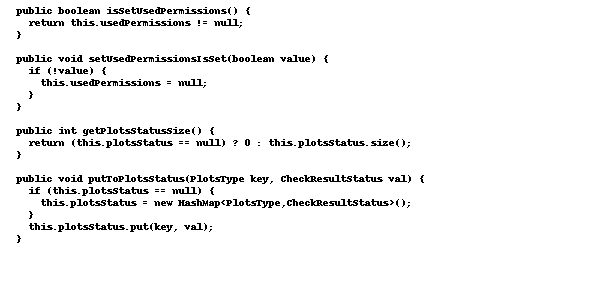 public boolean isSetUsedPermissions() {
return this.usedPermissions != null;
}
public void setUsedPermissionsIsSet(boolean value) {
if (!value) {
this.usedPermissions = null;
}
}
public int getPlotsStatusSize() {
return (this.plotsStatus == null) ? 0 : this.plotsStatus.size();
}
public void putToPlotsStatus(PlotsType key, CheckResultStatus val) {
if (this.plotsStatus == null) {
this.plotsStatus = new HashMap<PlotsType,CheckResultStatus>();
}
this.plotsStatus.put(key, val);
}